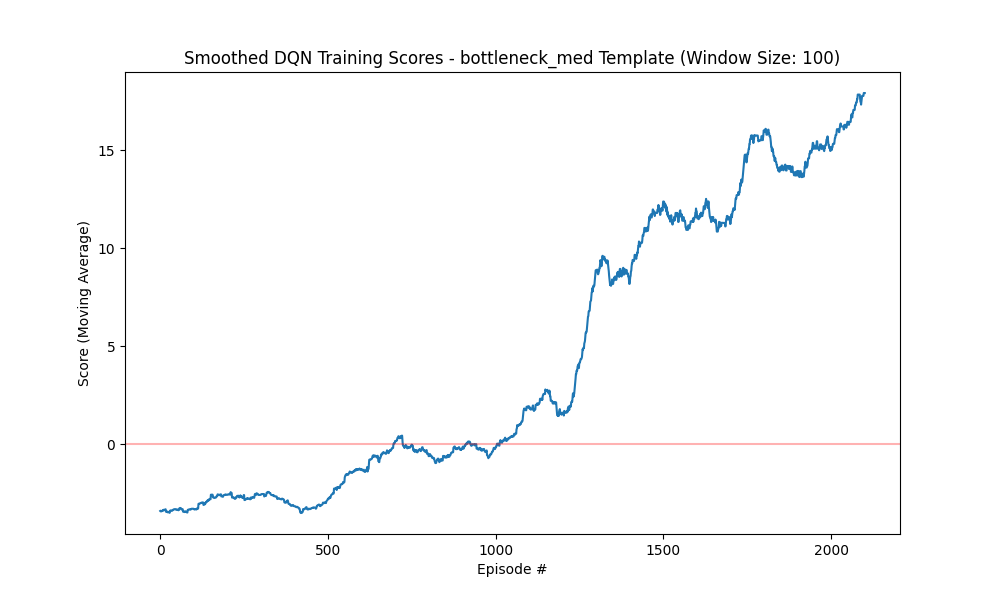 Smoothed DQN Training Scores - bottleneck_med Template (Window Size: 100)
Score (Moving Average)
15
10
5
0
0 500 1000 1500 2000
Episode #